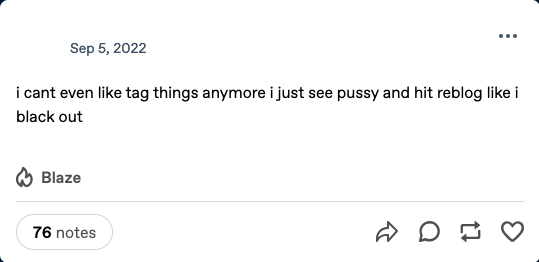 Sep 5, 2022
i cant even like tag things anymore i just see pussy and hit reblog like i
black out
Blaze
76 notes